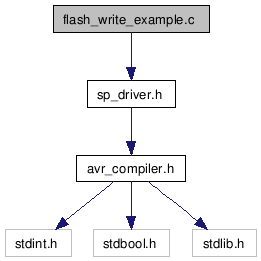 flash_write_example.c
sp_driver.h
avr_compiler.h
stdint.h
stdbool.h
stdlib.h